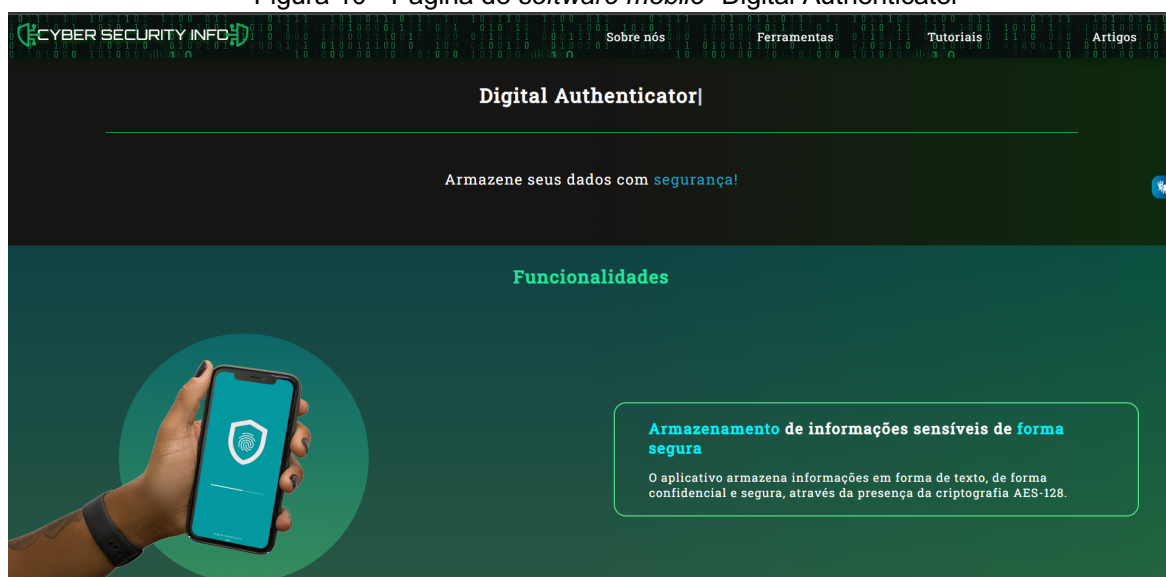 Figura 10 - Página do software mobile "Digital Authenticator"
CYBER SECURITY INFO
Sobre nós
Ferramentas
Tutoriais
Artigos
Digital Authenticator|
Armazene seus dados com segurança!
Funcionalidades
Armazenamento de informações sensíveis de forma
segura
O aplicativo armazena informações em forma de texto, de forma
confidencial e segura, através da presença da criptografia AES-128.